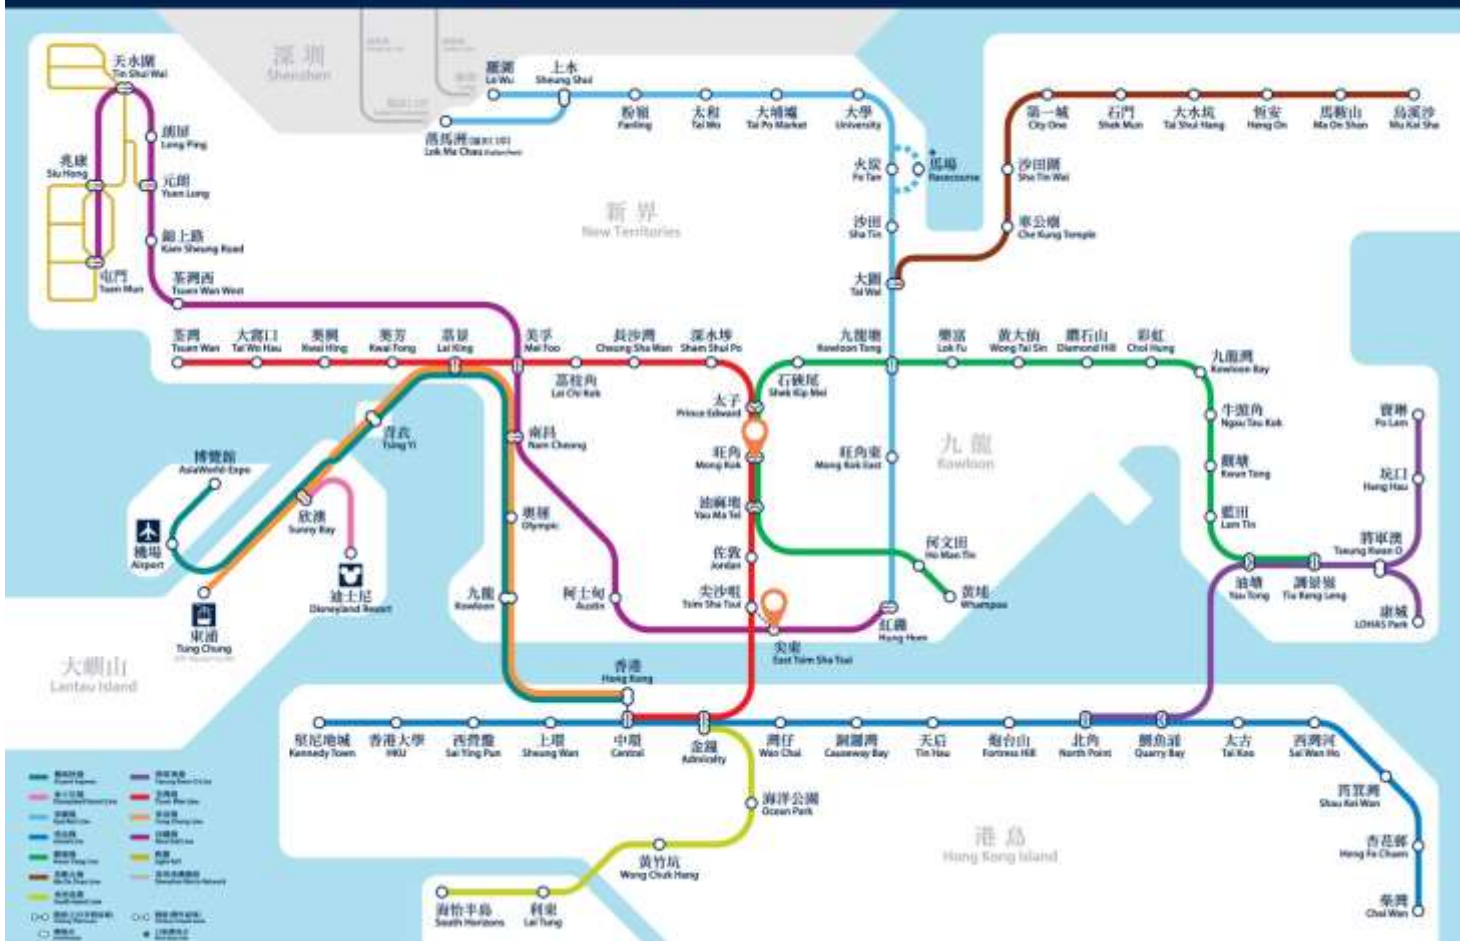 深圳
Shenzhen
天水圍
Tin Shui Wai
朗屏
Long Ping
兆康
Siu Hong
元朗
Yuen Long
錦上路
Kam Sheung Road
屯門
Tuen Mun
荃灣西
Tsuen Wan West
羅湖
Lo Wu
上水
Sheung Shui
落馬洲
Lok Ma Chau
粉嶺
Fanling
太和
Tai Wo
大埔墟
Tai Po Market
大學
University
火炭
Fo Tan
馬場
Racecourse
沙田
Sha Tin
大圍
Tai Wai
新界
New Territories
第一城
City One
石門
Shek Mun
大水坑
Tai Shui Hang
恆安
Heng On
馬鞍山
Ma On Shan
烏溪沙
Wu Kai Sha
沙田圍
Sha Tin Wai
車公廟
Che Kung Temple
荃灣
Tsuen Wan
大窩口
Tai Wo Hau
葵興
Kwai Hing
葵芳
Kwai Fong
荔景
Lai King
美孚
Mei Foo
荔枝角
Lai Chi Kok
長沙灣
Cheung Sha Wan
深水埗
Sham Shui Po
石硤尾
Shek Kip Mei
九龍塘
Kowloon Tong
樂富
Lok Fu
黃大仙
Wong Tai Sin
鑽石山
Diamond Hill
彩虹
Choi Hung
九龍灣
Kowloon Bay
牛頭角
Ngau Tau Kok
觀塘
Kwun Tong
藍田
Lam Tin
油塘
Yau Tong
調景嶺
Tiu Keng Leng
將軍澳
Tseung Kwan O
寶琳
Po Lam
坑口
Hang Hau
康城
LOHAS Park
太子
Prince Edward
旺角
Mong Kok
油麻地
Yau Ma Tei
佐敦
Jordan
尖沙咀
Tsim Sha Tsui
尖東
East Tsim Sha Tsui
旺角東
Mong Kok East
九龍
Kowloon
何文田
Ho Man Tin
黃埔
Whampoa
紅磡
Hung Hom
青衣
Tsing Yi
南昌
Nam Cheong
奧運
Olympic
九龍
Kowloon
柯士甸
Austin
博覽館
AsiaWorld-Expo
機場
Airport
欣澳
Sunny Bay
迪士尼
Disneyland Resort
東涌
Tung Chung
大嶼山
Lantau Island
香港
Hong Kong
堅尼地城
Kennedy Town
香港大學
HKU
西營盤
Sai Ying Pun
上環
Sheung Wan
中環
Central
金鐘
Admiralty
灣仔
Wan Chai
銅鑼灣
Causeway Bay
天后
Tin Hau
炮台山
Fortress Hill
北角
North Point
鰂魚涌
Quarry Bay
太古
Tai Koo
西灣河
Sai Wan Ho
筲箕灣
Shau Kei Wan
杏花邨
Heng Fa Chuen
柴灣
Chai Wan
海洋公園
Ocean Park
黃竹坑
Wong Chuk Hang
利東
Lei Tung
海怡半島
South Horizons
港島
Hong Kong Island